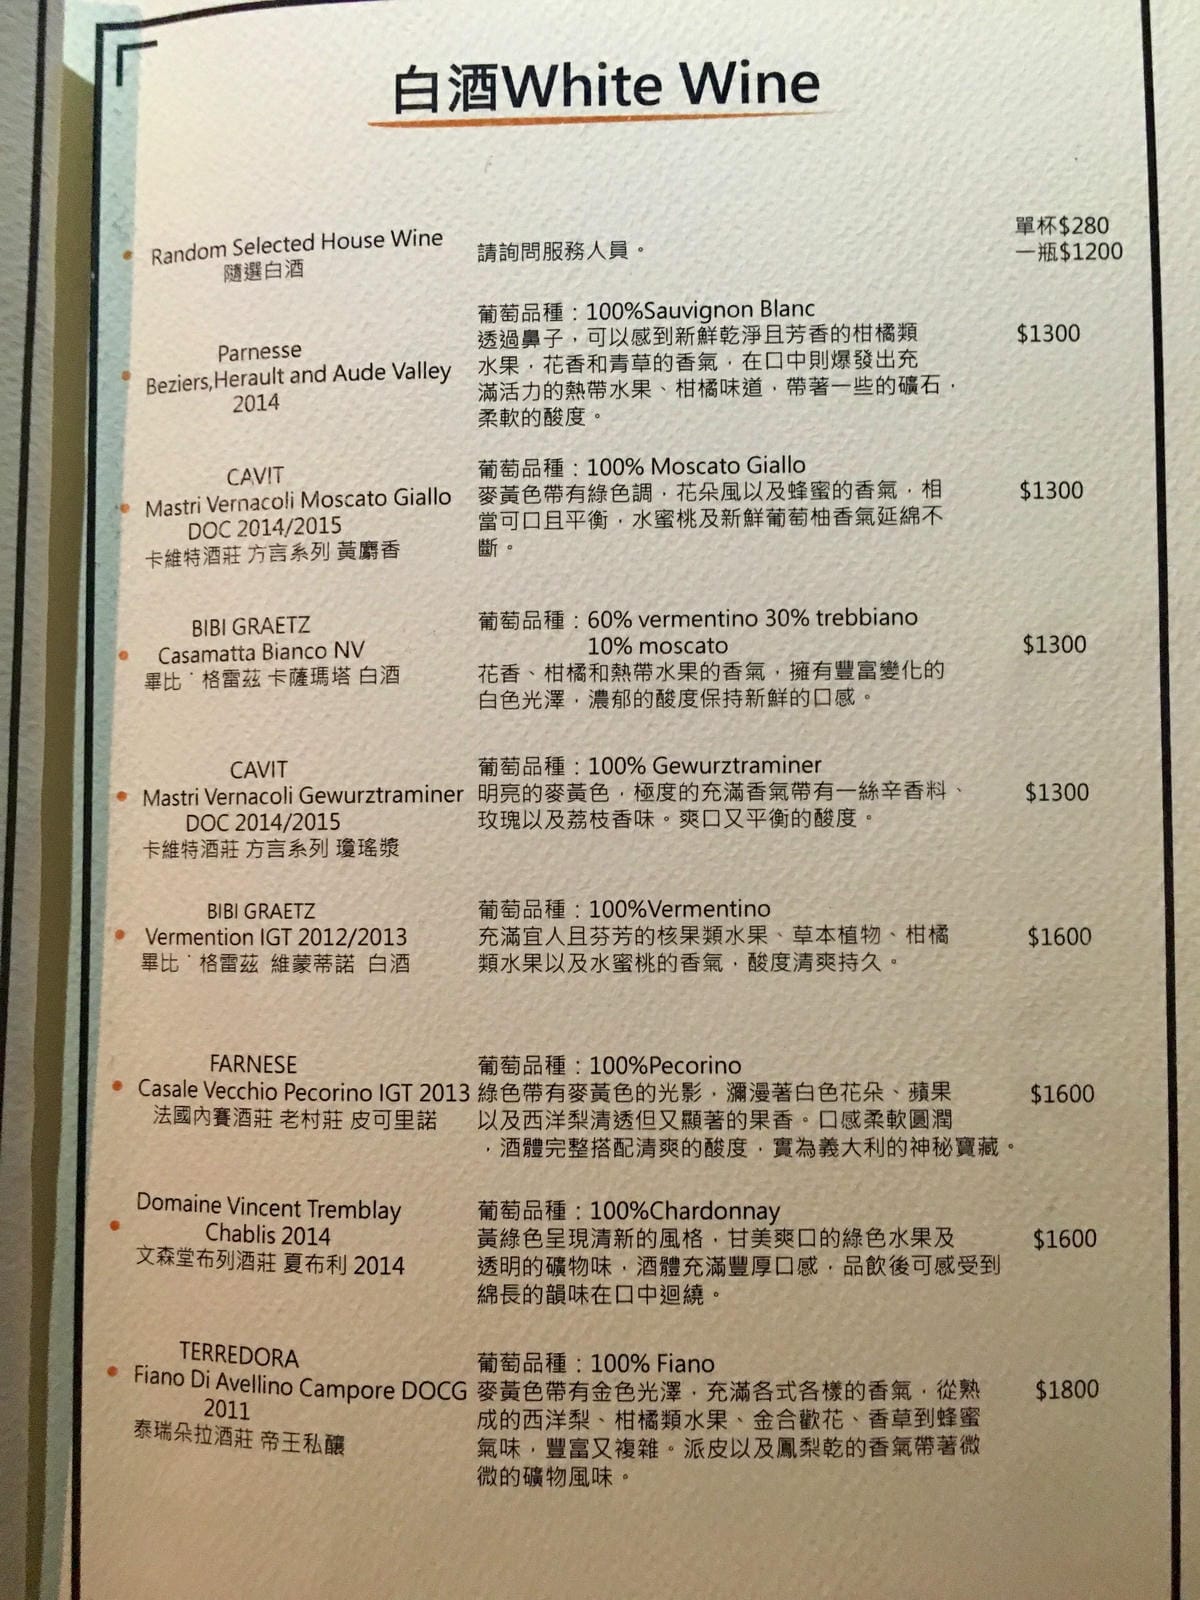 白酒White Wine
Random Selected House Wine
隨選白酒
請詢問服務人員。
單杯$280
一瓶$1200
Parnesse
Beziers,Herault and Aude Valley
2014
葡萄品種：100%Sauvignon Blanc
透過鼻子，可以感到新鮮乾淨且芳香的柑橘類
水果，花香和青草的香氣，在口中則爆發出充
滿活力的熱帶水果、柑橘味道，帶著一些的礦石，
柔軟的酸度。
$1300
CAVIT
Mastri Vernacoli Moscato Giallo
DOC 2014/2015
卡維特酒莊 方言系列 黃麝香
葡萄品種：100% Moscato Giallo
麥黃色帶有綠色調，花朵風以及蜂蜜的香氣，相
當可口且平衡，水蜜桃及新鮮葡萄柚香氣延綿不
斷。
$1300
BIBI GRAETZ
Casamatta Bianco NV
畢比˙格雷茲 卡薩瑪塔 白酒
葡萄品種：60% vermentino 30% trebbiano
10% moscato
花香、柑橘和熱帶水果的香氣，擁有豐富變化的
白色光澤，濃郁的酸度保持新鮮的口感。
$1300
CAVIT
Mastri Vernacoli Gewurztraminer
DOC 2014/2015
卡維特酒莊 方言系列 瓊瑤漿
葡萄品種：100% Gewurztraminer
明亮的麥黃色，極度的充滿香氣帶有一絲辛香料、
玫瑰以及荔枝香味。爽口又平衡的酸度。
$1300
BIBI GRAETZ
Vermention IGT 2012/2013
畢比˙格雷茲 維蒙蒂諾 白酒
葡萄品種：100%Vermentino
充滿宜人且芬芳的核果類水果、草本植物、柑橘
類水果以及水蜜桃的香氣，酸度清爽持久。
$1600
FARNESE
Casale Vecchio Pecorino IGT 2013
法國內賽酒莊 老村莊 皮可里諾
葡萄品種：100%Pecorino
綠色帶有麥黃色的光影，瀰漫著白色花朵、蘋果
以及西洋梨清透但又顯著的果香。口感柔軟圓潤
，酒體完整搭配清爽的酸度，實為義大利的神秘寶藏。
$1600
Domaine Vincent Tremblay
Chablis 2014
文森堂布列酒莊 夏布利 2014
葡萄品種：100%Chardonnay
黃綠色呈現清新的風格，甘美爽口的綠色水果及
透明的礦物味，酒體充滿豐厚口感，品飲後可感受到
綿長的韻味在口中迴繞。
$1600
TERREDORA
Fiano Di Avellino Campore DOCG
2011
泰瑞朵拉酒莊 帝王私釀
葡萄品種：100% Fiano
麥黃色帶有金色光澤，充滿各式各樣的香氣，從熟
成的西洋梨、柑橘類水果、金合歡花、香草到蜂蜜
氣味，豐富又複雜。派皮以及鳳梨乾的香氣帶著微
微的礦物風味。
$1800